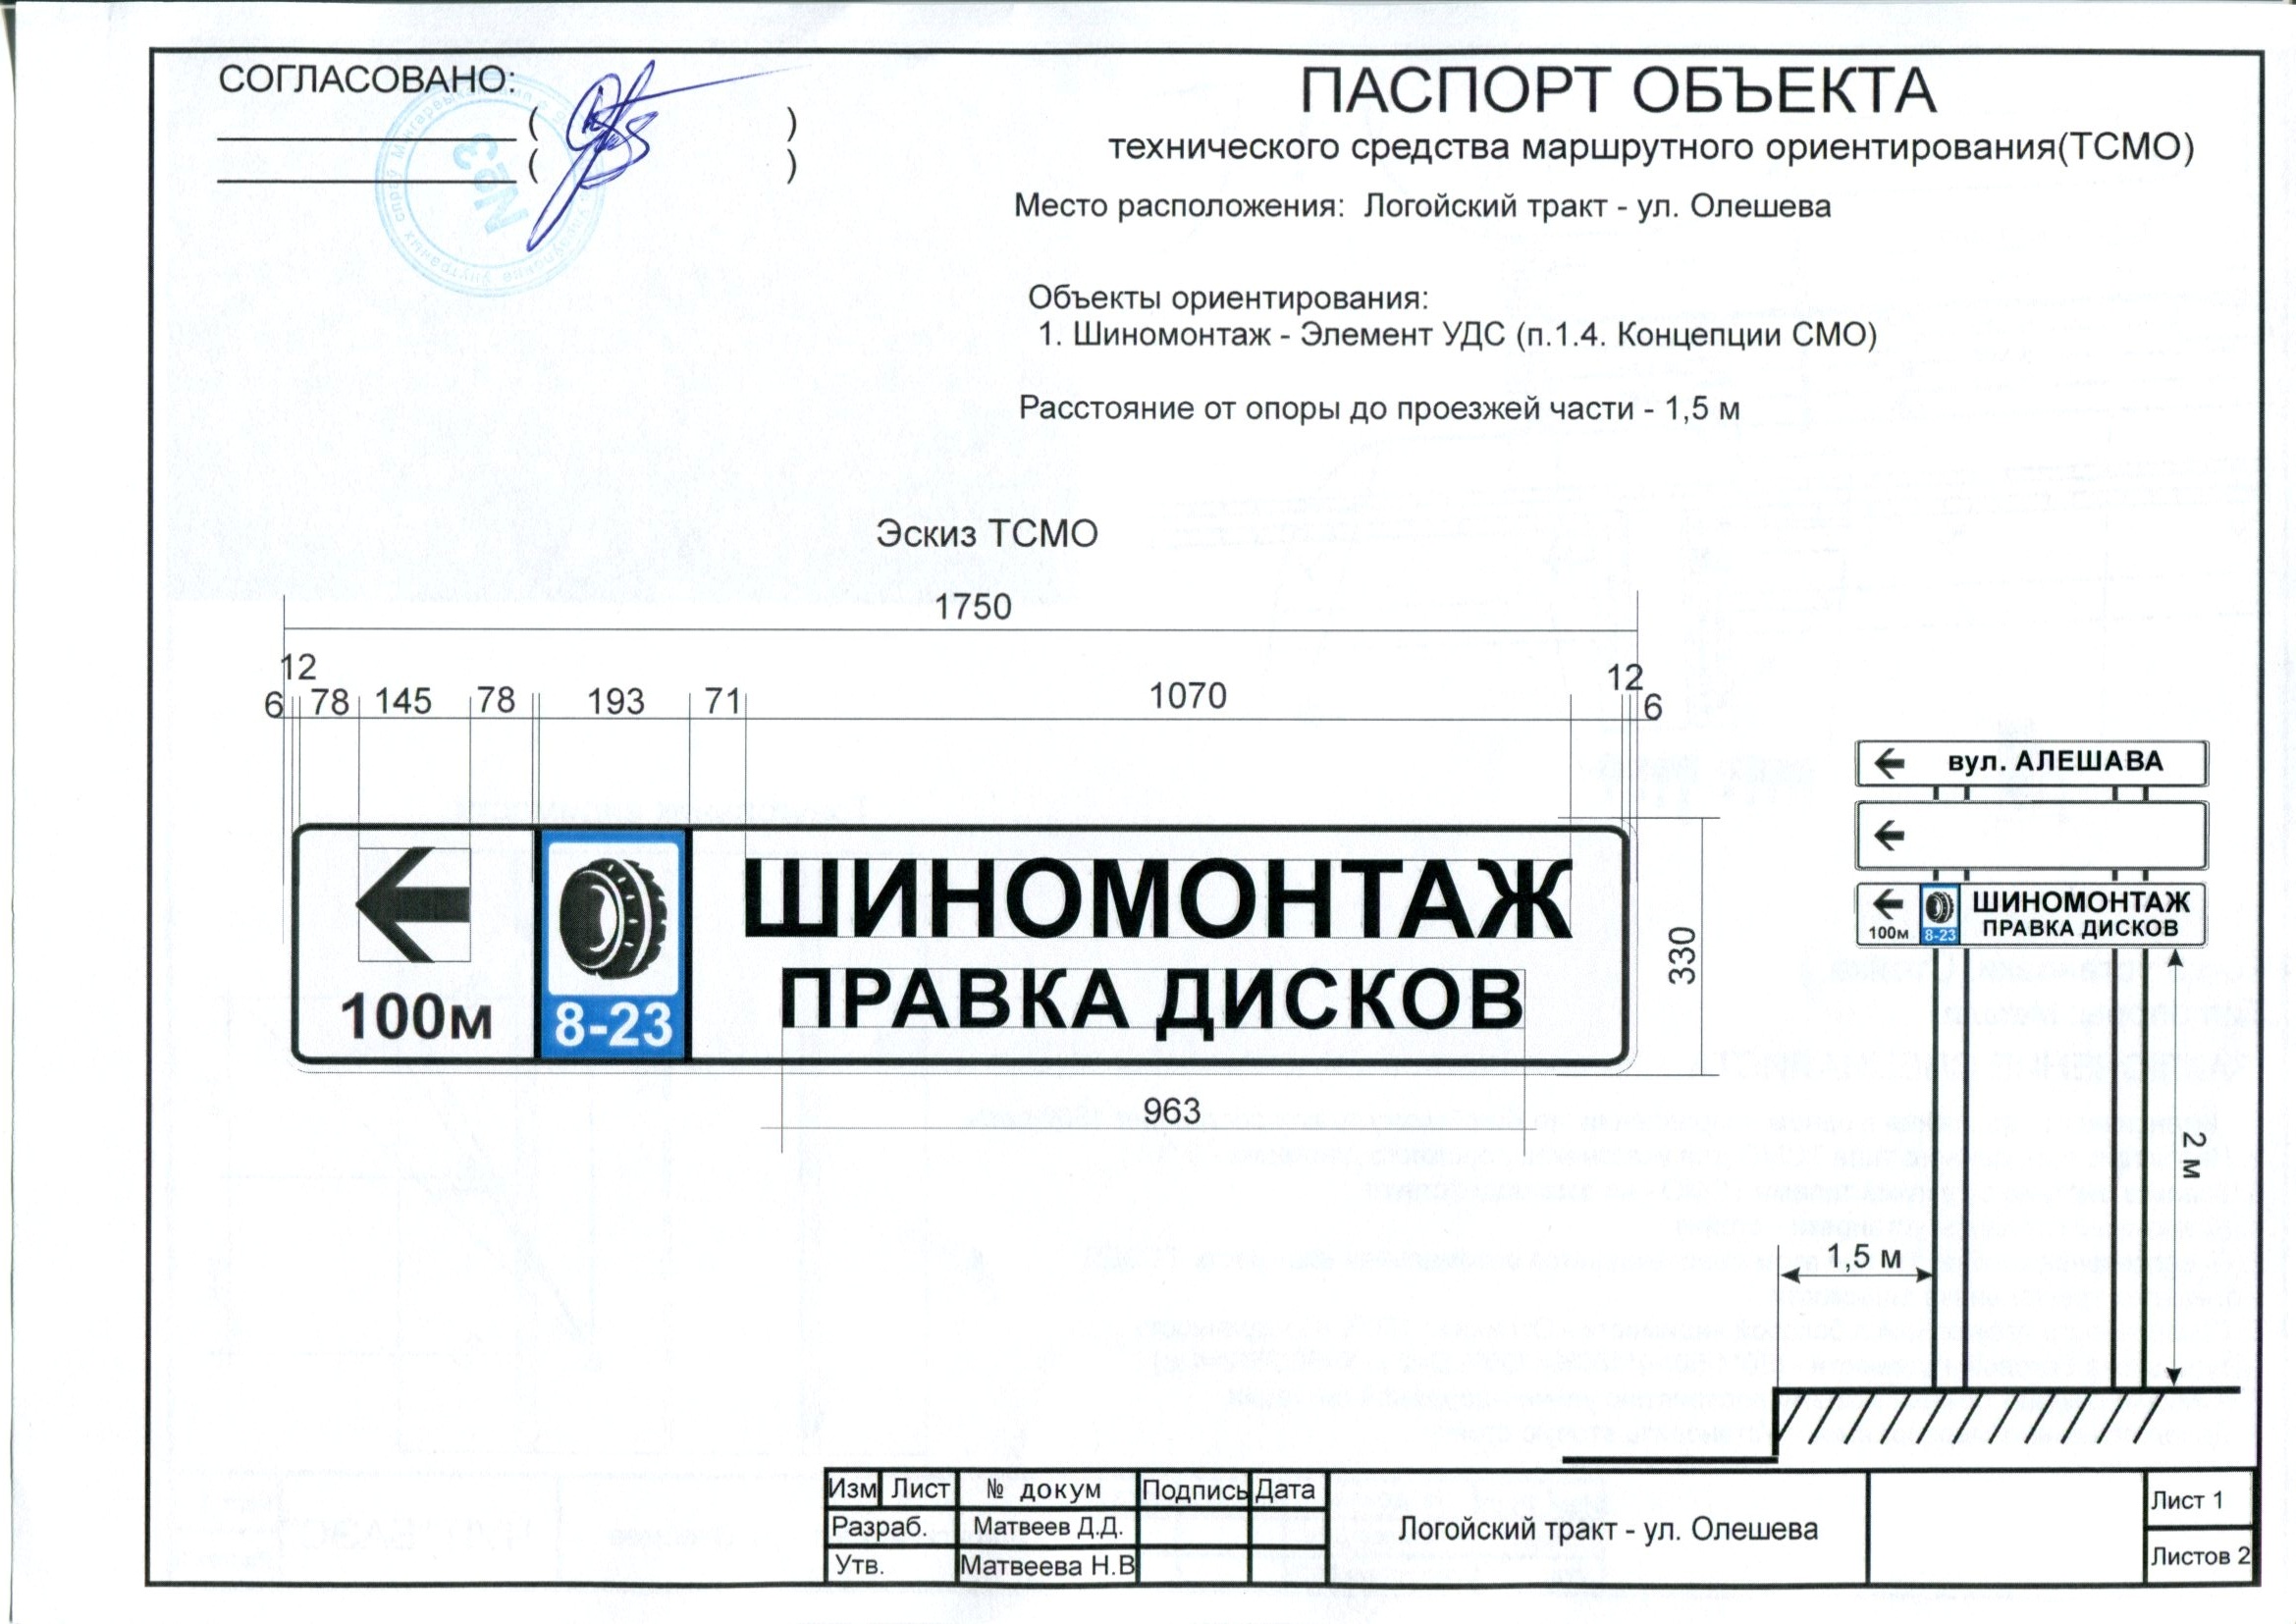 СОГЛАСОВАНО:
ПАСПОРТ ОБЪЕКТА
технического средства маршрутного ориентирования(ТСМО)
Место расположения: Логойский тракт - ул. Олешева
Объекты ориентирования:
1. Шиномонтаж - Элемент УДС (п.1.4. Концепции СМО)
Расстояние от опоры до проезжей части - 1,5 м
№3
Эскиз ТСМО
1750
12
12
6 78 145 78 193 71 1070 6
ШИНОМОНТАЖ
ПРАВКА ДИСКОВ
100м
8-23
330
963
вул. АЛЕШАВА
ШИНОМОНТАЖ
ПРАВКА ДИСКОВ
100м
8-23
2 м
1,5 м
Изм Лист № докум Подпись Дата
Разраб. Матвеев Д.Д.
Утв. Матвеева Н.В
Логойский тракт - ул. Олешева
Лист 1
Листов 2